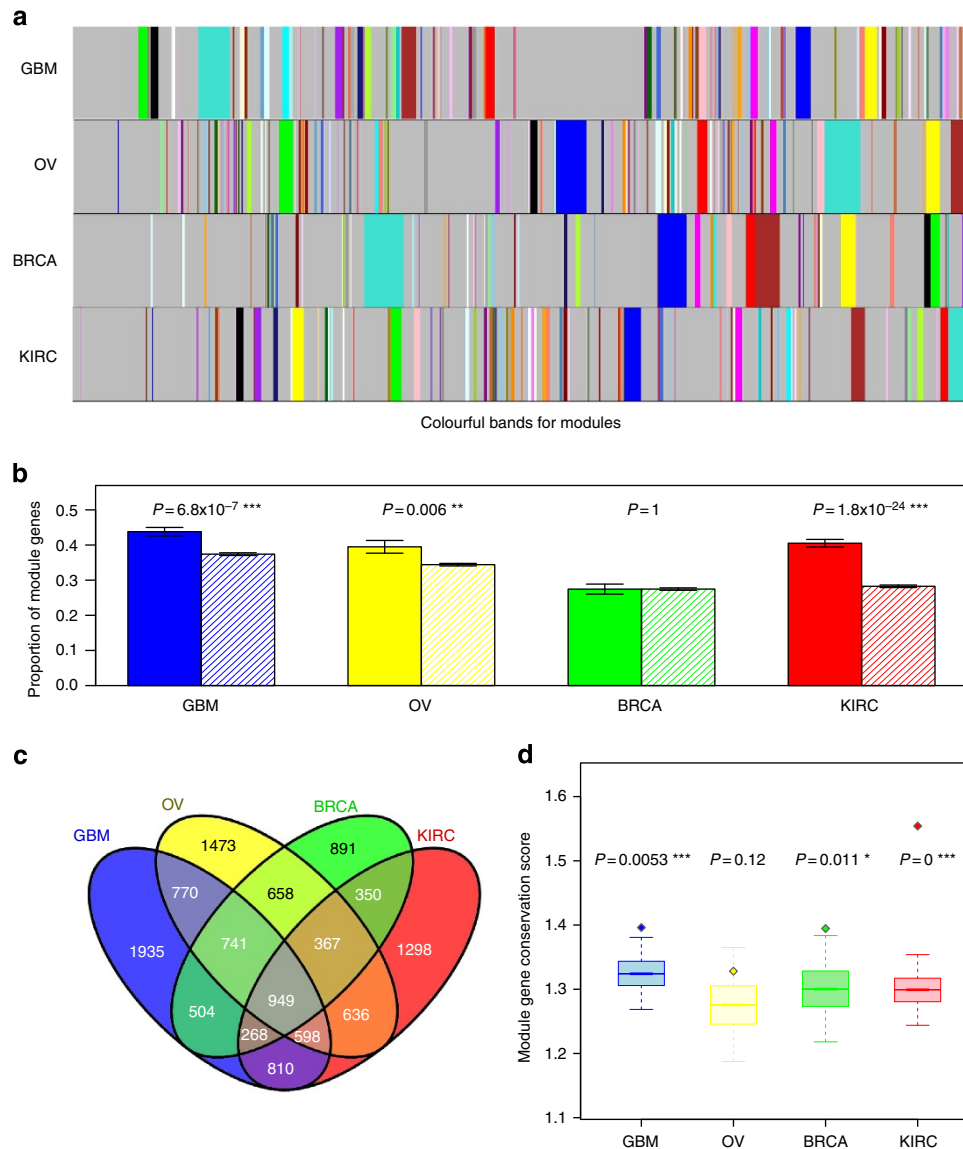 a
GBM
OV
BRCA
KIRC
Colourful bands for modules
b
Proportion of module genes
0.5
0.4
0.3
0.2
0.1
0.0
P = 6.8x10−7 ***
P = 0.006 **
P = 1
P = 1.8x10−24 ***
GBM
OV
BRCA
KIRC
c
OV
BRCA
GBM
KIRC
1473
891
770
658
350
1935
741
367
1298
504
949
636
268
598
810
d
Module gene conservation score
1.6
1.5
1.4
1.3
1.2
1.1
P = 0.0053 ***
P = 0.12
P = 0.011 *
P = 0 ***
GBM
OV
BRCA
KIRC